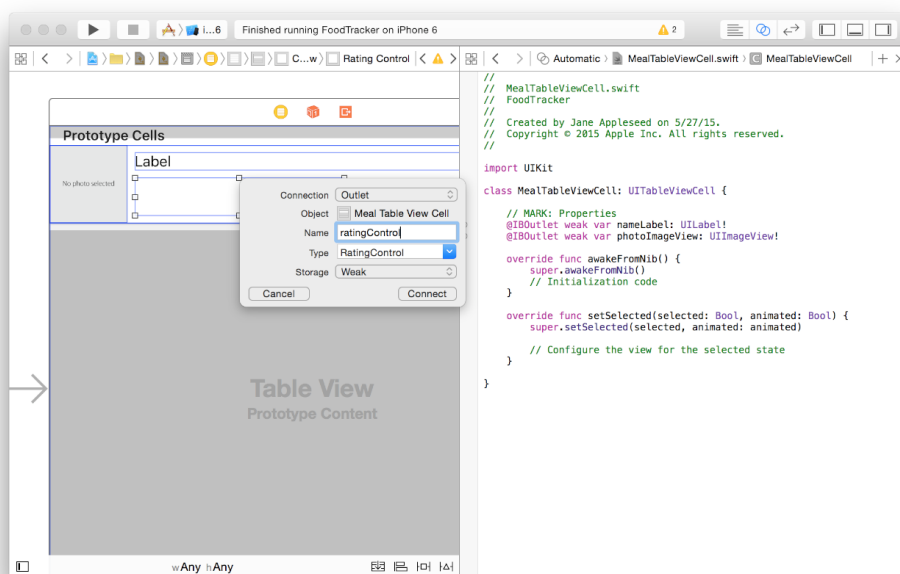 i...6
Finished running FoodTracker on iPhone 6
2
C...w
Rating Control
Automatic
MealTableViewCell.swift
C
MealTableViewCell
Prototype Cells
No photo selected
Label
Connection
Outlet
Object
Meal Table View Cell
Name
ratingControl
Type
RatingControl
Storage
Weak
Cancel
Connect
Table View
Prototype Content
wAny hAny
//
// MealTableViewCell.swift
// FoodTracker
//
// Created by Jane Appleseed on 5/27/15.
// Copyright © 2015 Apple Inc. All rights reserved.
//
import UIKit
class MealTableViewCell: UITableViewCell {
// MARK: Properties
@IBOutlet weak var nameLabel: UILabel!
@IBOutlet weak var photoImageView: UIImageView!
override func awakeFromNib() {
super.awakeFromNib()
// Initialization code
}
override func setSelected(selected: Bool, animated: Bool) {
super.setSelected(selected, animated: animated)
// Configure the view for the selected state
}
}